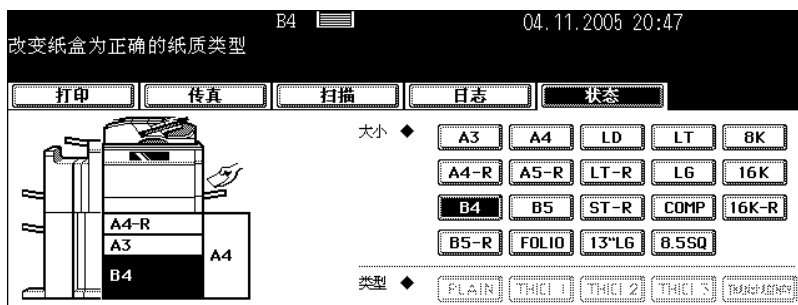 B4 04.11.2005 20:47
改变纸盒为正确的纸质类型
打印 传真 扫描 日志 状态
大小 ◆ A3 A4 LD LT 8K
A4-R A5-R LT-R LG 16K
B4 B5 ST-R COMP 16K-R
B5-R FOLIO 13"LG 8.5SQ
A4-R
A3
B4
A4
类型 ◆ PLAIN THICK 1 THICK 2 THICK 3 TRANSPARENCY